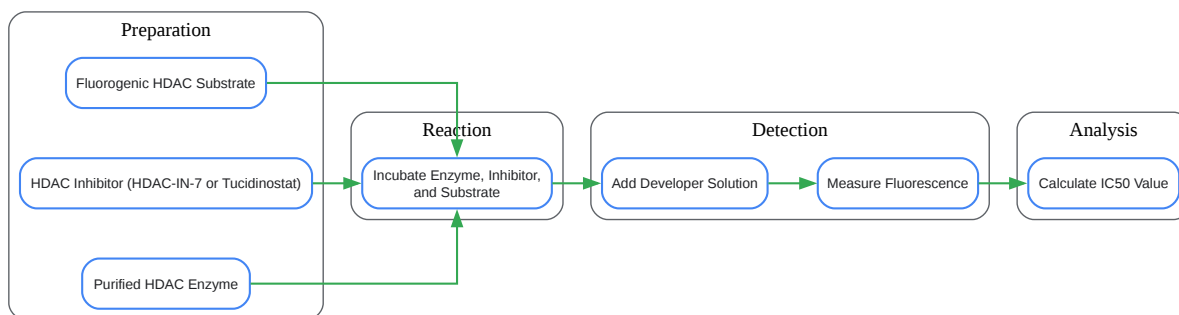 Preparation
Fluorogenic HDAC Substrate
HDAC Inhibitor (HDAC-IN-7 or Tucidinostat)
Purified HDAC Enzyme
Reaction
Incubate Enzyme, Inhibitor,
and Substrate
Detection
Add Developer Solution
Measure Fluorescence
Analysis
Calculate IC50 Value